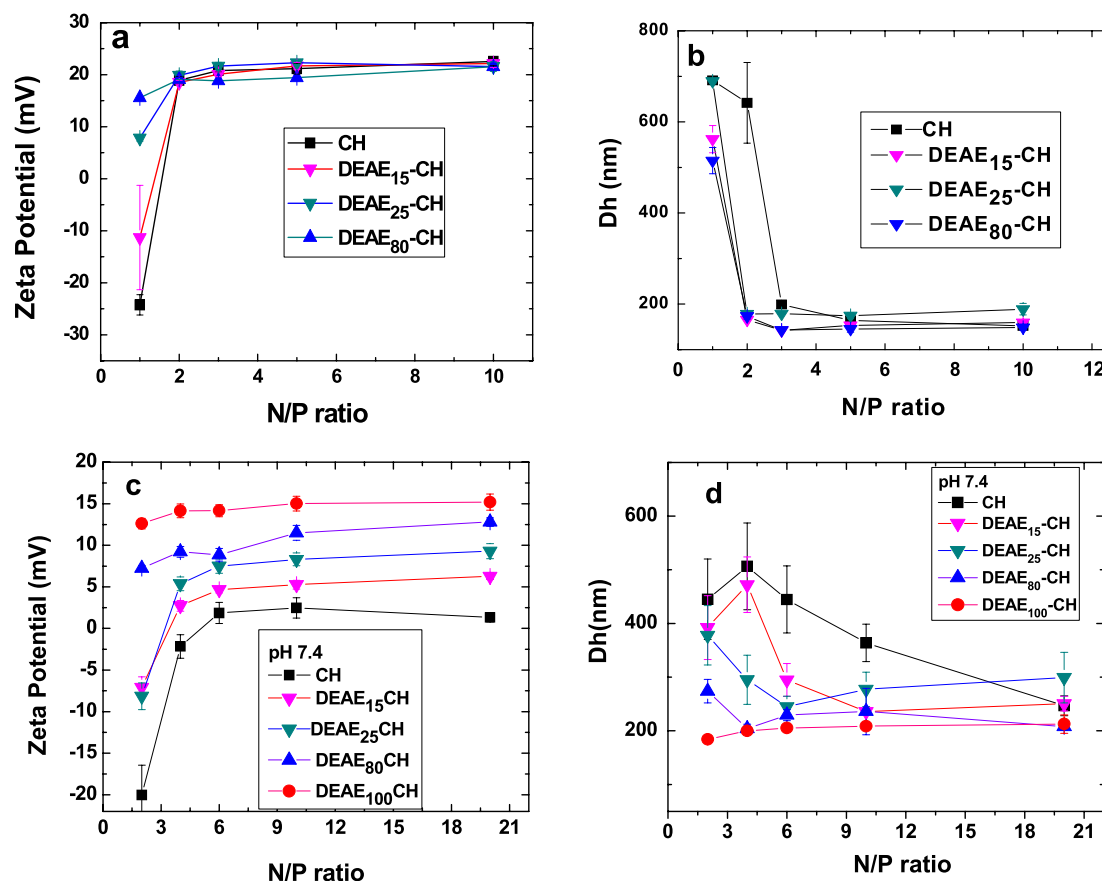 a
30
20
10
0
-10
-20
-30
Zeta Potential (mV)
CH
DEAE15-CH
DEAE25-CH
DEAE80-CH
0 2 4 6 8 10
N/P ratio
b
800
600
400
200
Dh (nm)
CH
DEAE15-CH
DEAE25-CH
DEAE80-CH
0 2 4 6 8 10 12
N/P ratio
c
20
15
10
5
0
-5
-10
-15
-20
Zeta Potential (mV)
pH 7.4
CH
DEAE15CH
DEAE25CH
DEAE80CH
DEAE100CH
0 3 6 9 12 15 18 21
N/P ratio
d
600
400
200
Dh(nm)
pH 7.4
CH
DEAE15-CH
DEAE25-CH
DEAE80-CH
DEAE100-CH
0 3 6 9 12 15 18 21
N/P ratio